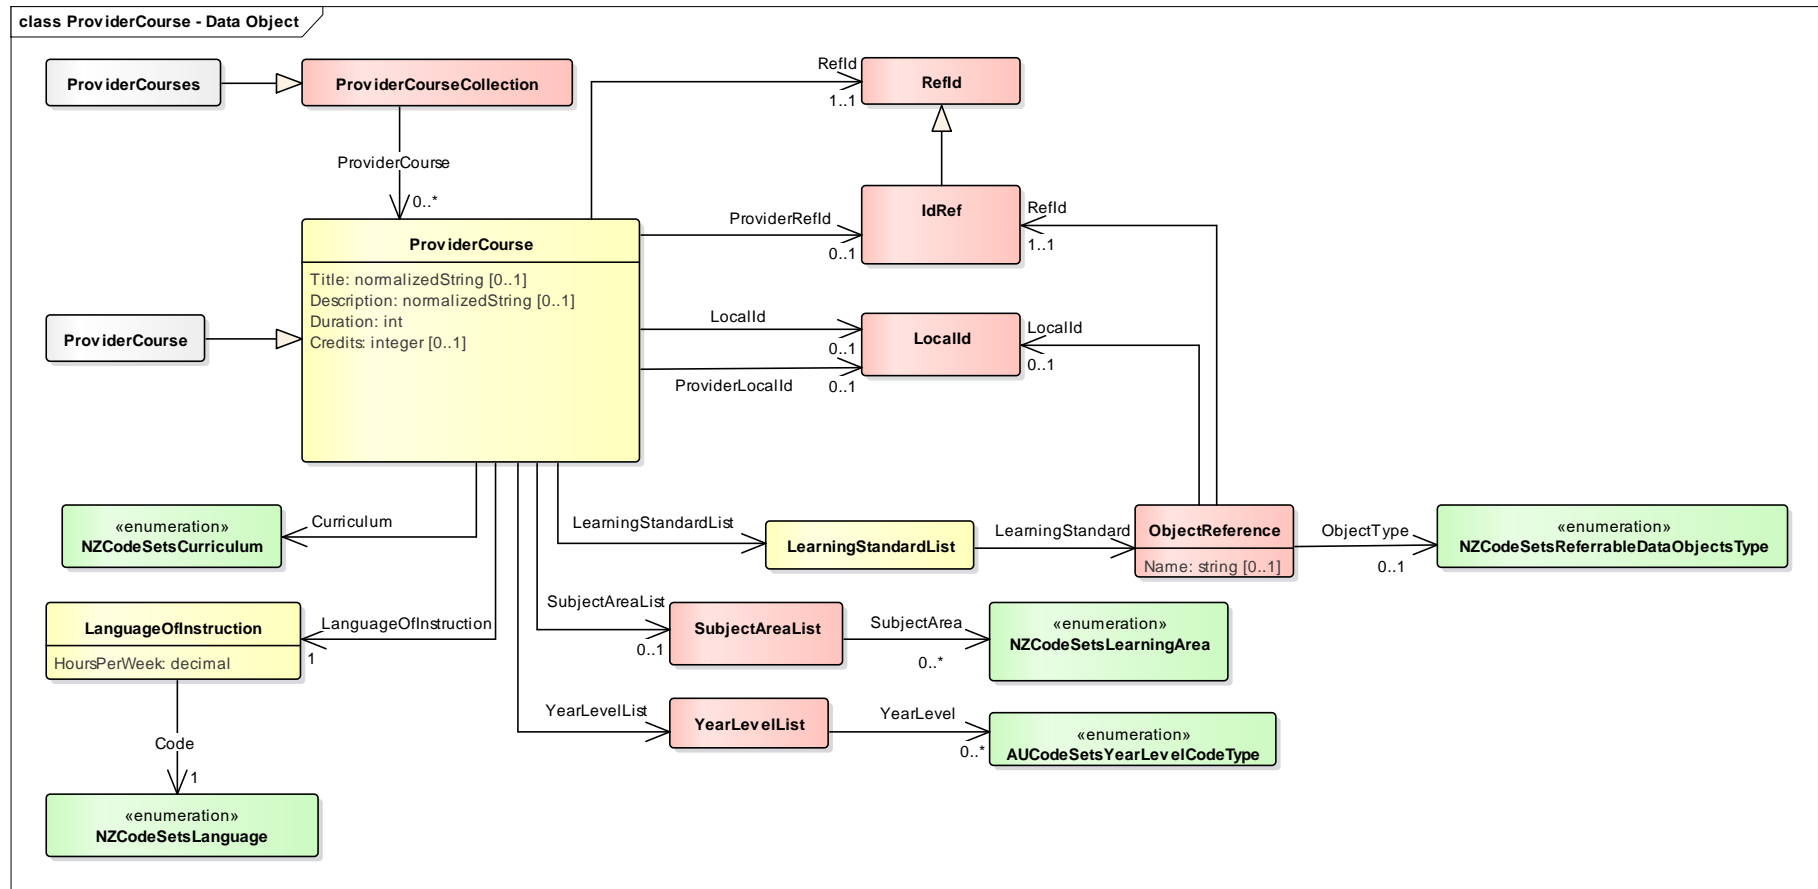 class ProviderCourse - Data Object
ProviderCourses
ProviderCourseCollection
RefId
1..1
RefId
ProviderCourse
0..*
ProviderCourse
Title: normalizedString [0..1]
Description: normalizedString [0..1]
Duration: int
Credits: integer [0..1]
ProviderRefId
0..1
IdRef
RefId
1..1
ProviderCourse
LocalId
0..1
ProviderLocalId
0..1
LocalId
LocalId
0..1
«enumeration»
NZCodeSetsCurriculum
Curriculum
LearningStandardList
LearningStandardList
LearningStandard
ObjectReference
Name: string [0..1]
ObjectType
0..1
«enumeration»
NZCodeSetsReferrableDataObjectsType
LanguageOfInstruction
HoursPerWeek: decimal
LanguageOfInstruction
1
SubjectAreaList
0..1
SubjectAreaList
SubjectArea
0..*
«enumeration»
NZCodeSetsLearningArea
YearLevelList
YearLevelList
YearLevel
0..*
«enumeration»
AUCodeSetsYearLevelCodeType
Code
1
«enumeration»
NZCodeSetsLanguage